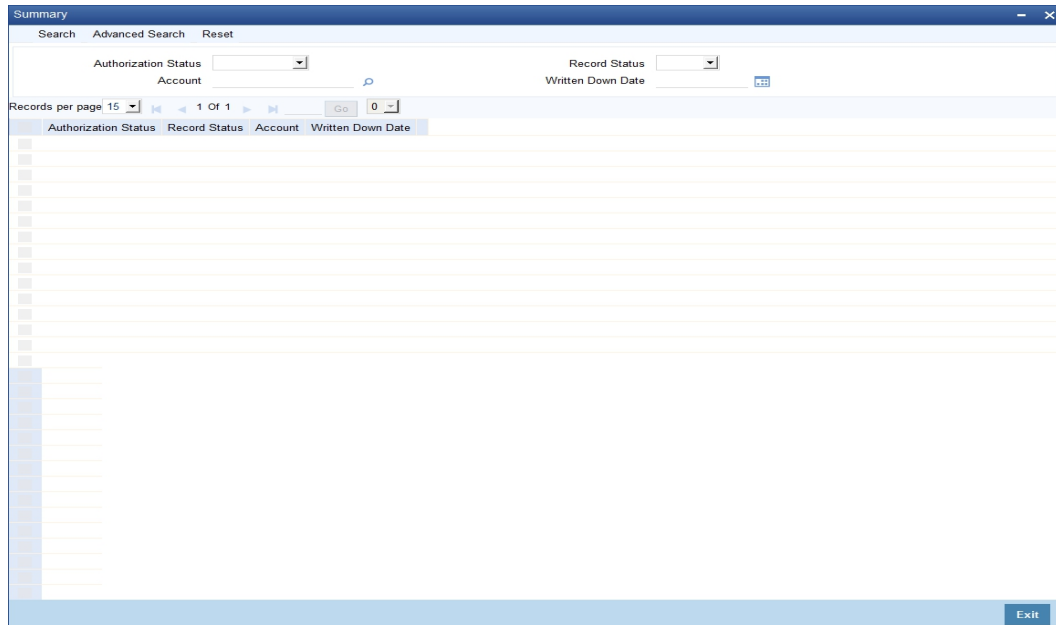 Summary
Search Advanced Search Reset
Authorization Status Record Status
Account Written Down Date
Records per page 15 1 Of 1 Go 0
Authorization Status Record Status Account Written Down Date
Exit